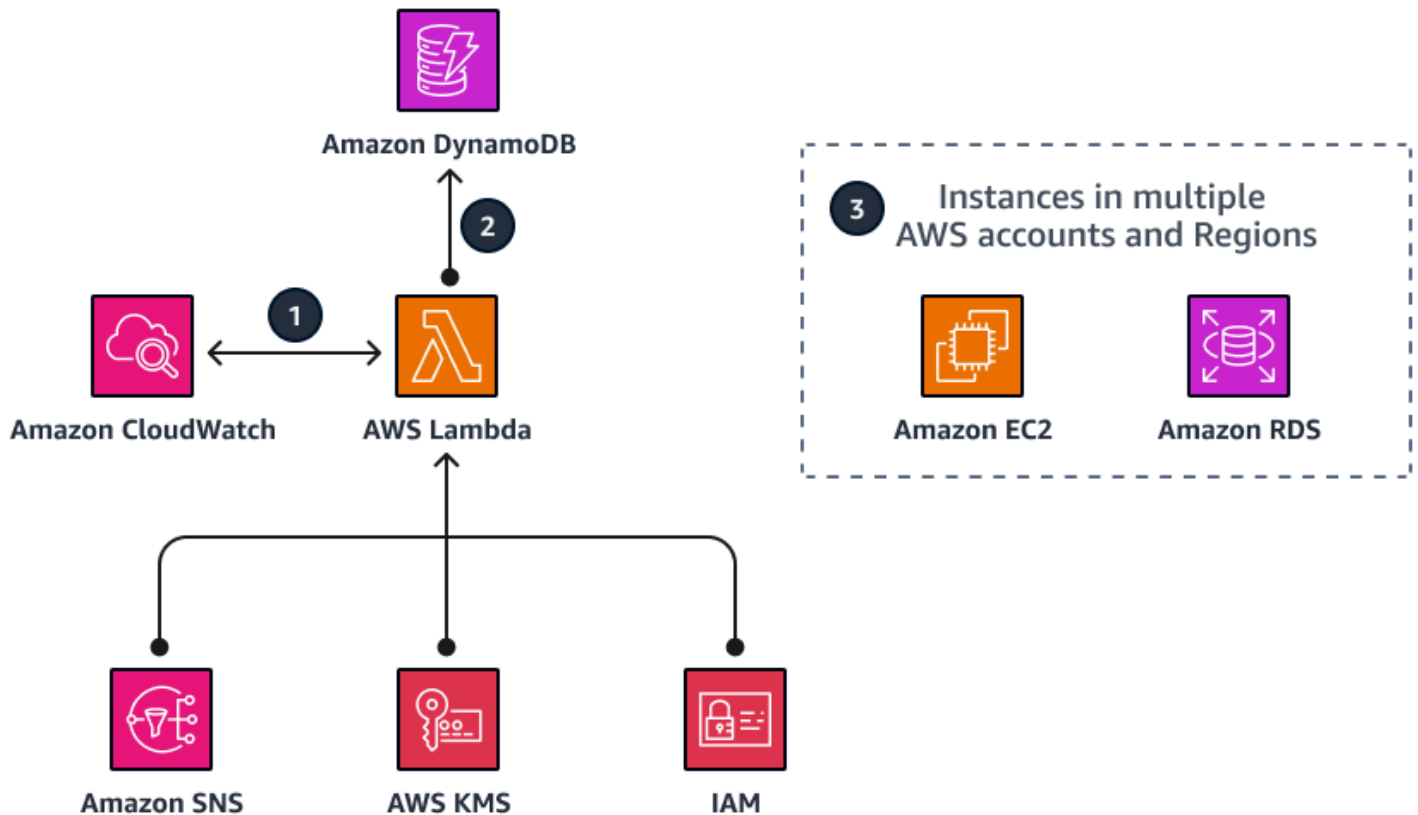 Amazon DynamoDB
2
3
Instances in multiple
AWS accounts and Regions
1
Amazon CloudWatch
AWS Lambda
Amazon EC2
Amazon RDS
Amazon SNS
AWS KMS
IAM